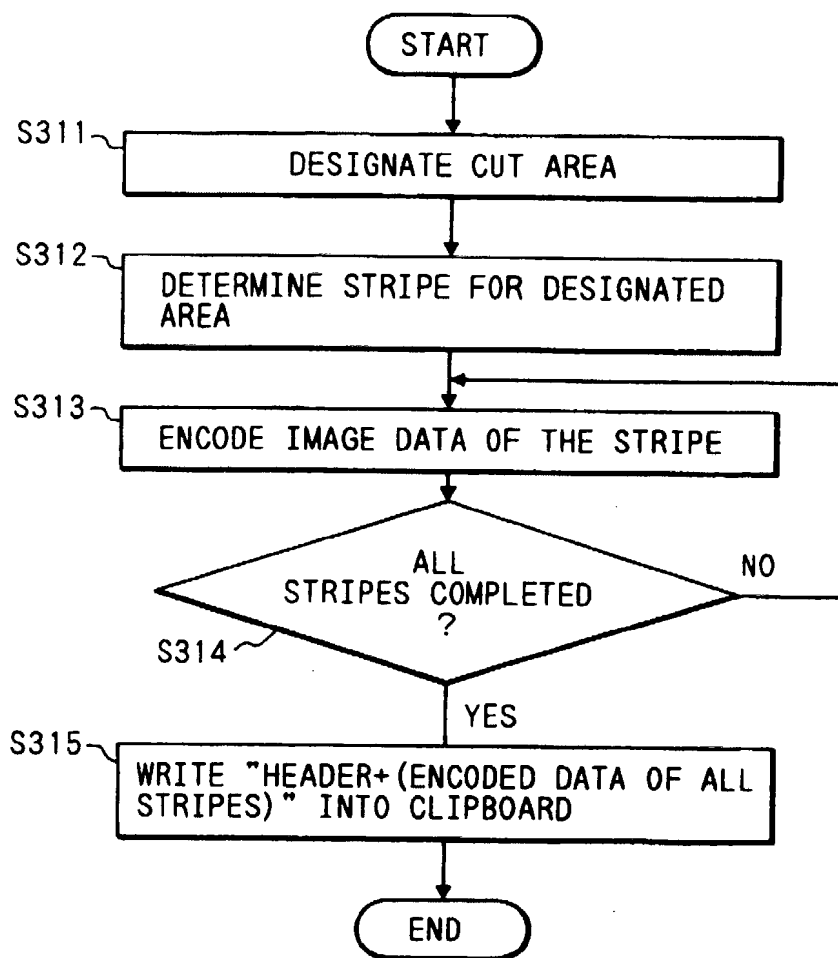 START
S311
DESIGNATE CUT AREA
S312
DETERMINE STRIPE FOR DESIGNATED
AREA
S313
ENCODE IMAGE DATA OF THE STRIPE
ALL
STRIPES COMPLETED
?
NO
S314
YES
S315
WRITE "HEADER+(ENCODED DATA OF ALL
STRIPES)" INTO CLIPBOARD
END